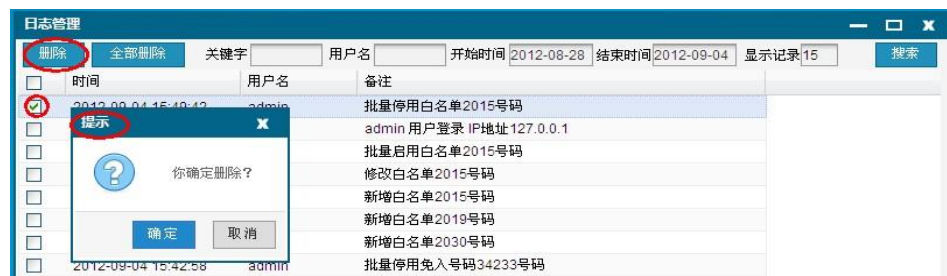 日志管理
删除 全部删除 关键字 用户名 开始时间 2012-08-28 结束时间 2012-09-04 显示记录 15 搜索
时间 用户名 备注
2012-09-04 15:49:42 admin 批量停用白名单2015号码
提示
admin 用户登录 IP地址127.0.0.1
批量启用白名单2015号码
你确定删除?
修改白名单2015号码
新增白名单2015号码
新增白名单2019号码
确定 取消
新增白名单2030号码
2012-09-04 15:42:58 admin 批量停用免入号码34233号码